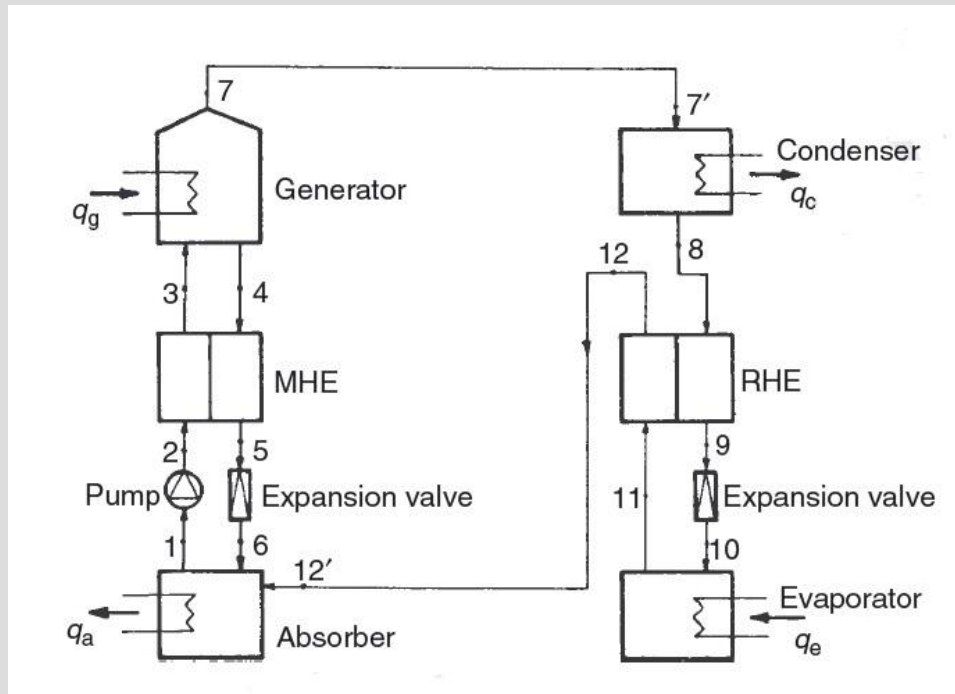 7
7′
Condenser
q_c
Generator
q_g
8
12
3
4
MHE
RHE
2
5
9
Pump
Expansion valve
11
Expansion valve
1
6
10
12′
Evaporator
q_a
Absorber
q_e